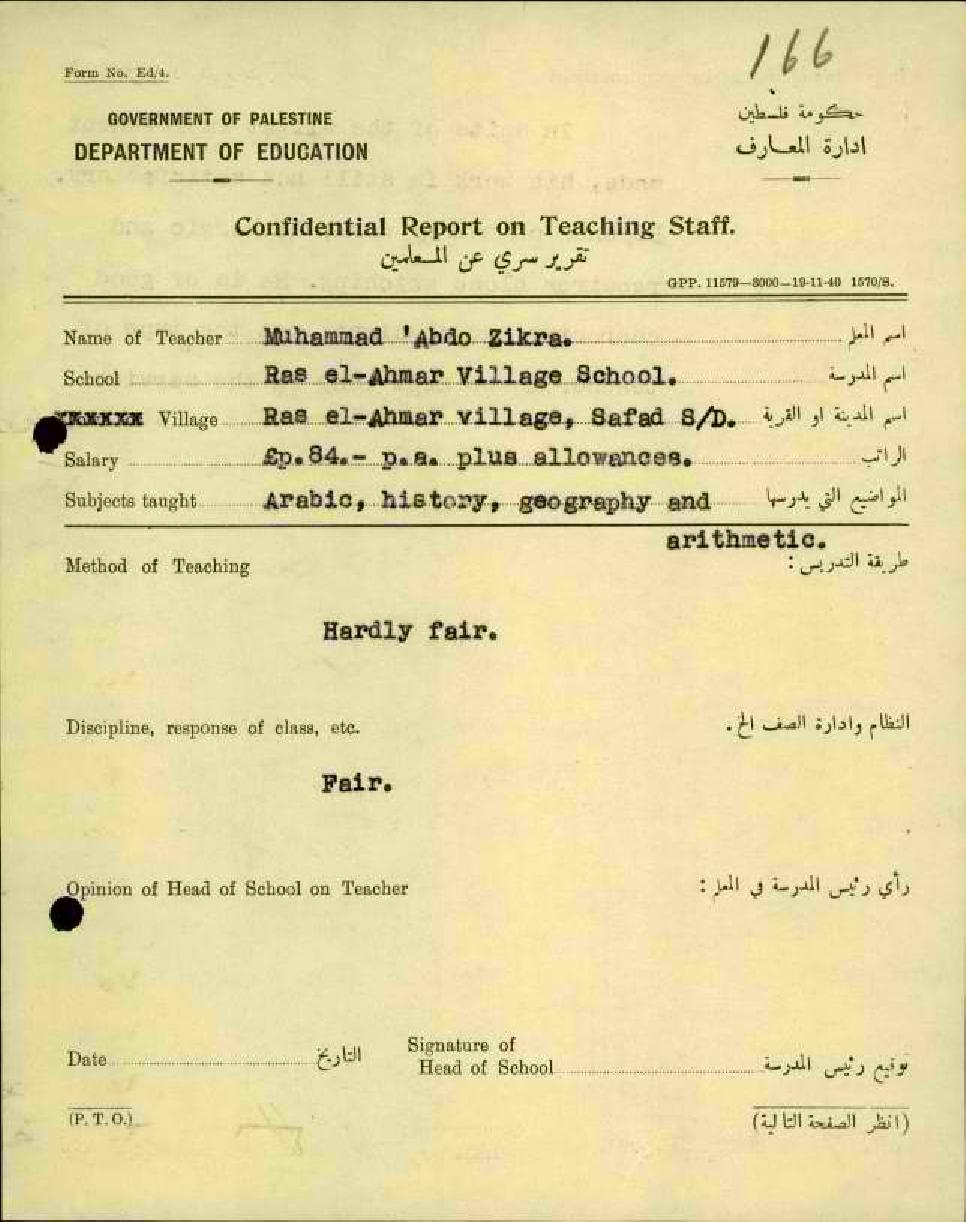 166
Form No. Ed/4.
GOVERNMENT OF PALESTINE
DEPARTMENT OF EDUCATION
حكومة فلسطين
ادارة المعارف
Confidential Report on Teaching Staff.
تقرير سري عن المعلمين
GPP. 11579—3000—19-11-40 1570/S.
Name of Teacher Muhammad 'Abdo Zikra. اسم المعلم
School Ras el-Ahmar Village School. اسم المدرسة
Village Ras el-Ahmar village, Safad S/D. اسم المدينة او القرية
Salary £p.84.- p.a. plus allowances. الراتب
Subjects taught Arabic, history, geography and المواضيع التي يدرسها
arithmetic.
Method of Teaching طريقة التدريس :
Hardly fair.
Discipline, response of class, etc. النظام وادارة الصف الخ .
Fair.
Opinion of Head of School on Teacher رأي رئيس المدرسة في المعلم :
Date التاريخ Signature of
Head of School توقيع رئيس المدرسة
(P. T. O.) (انظر الصفحة التالية)